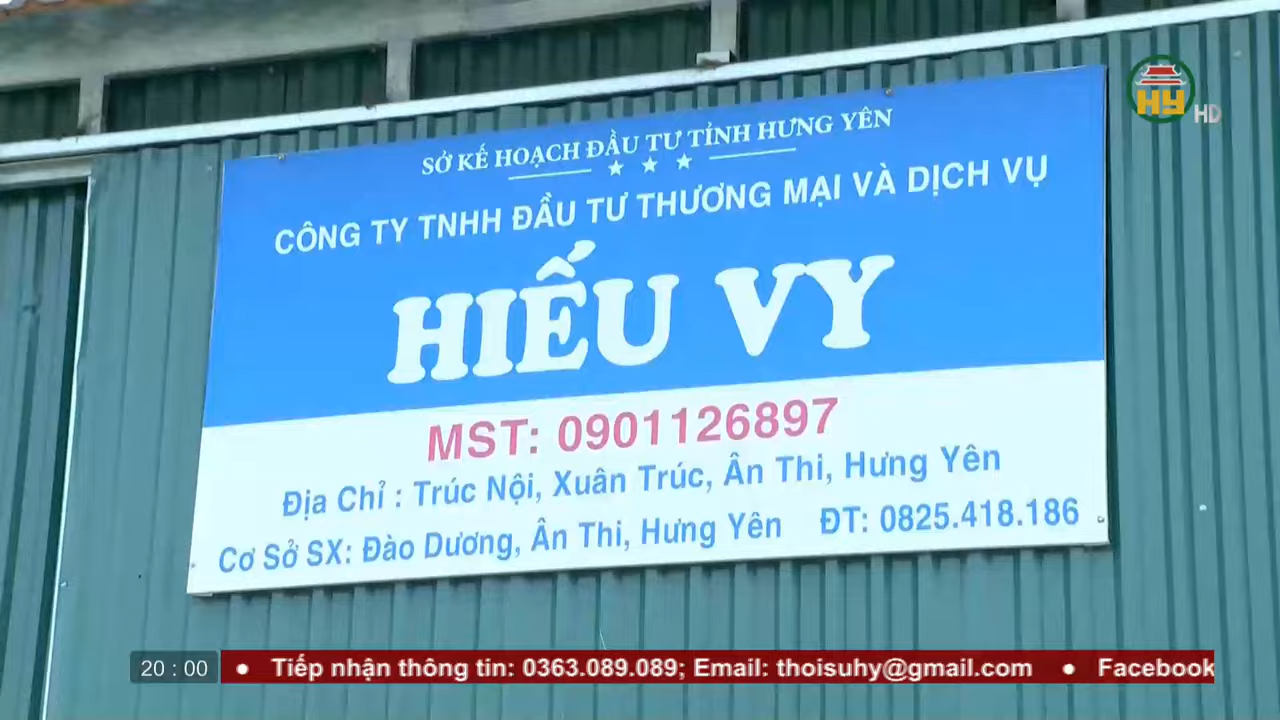 HY HD
SỞ KẾ HOẠCH ĐẦU TƯ TỈNH HƯNG YÊN
CÔNG TY TNHH ĐẦU TƯ THƯƠNG MẠI VÀ DỊCH VỤ
HIẾU VY
MST: 0901126897
Địa Chỉ : Trúc Nội, Xuân Trúc, Ân Thi, Hưng Yên
Cơ Sở SX: Đào Dương, Ân Thi, Hưng Yên ĐT: 0825.418.186
20 : 00 • Tiếp nhận thông tin: 0363.089.089; Email: thoisuhy@gmail.com • Facebook